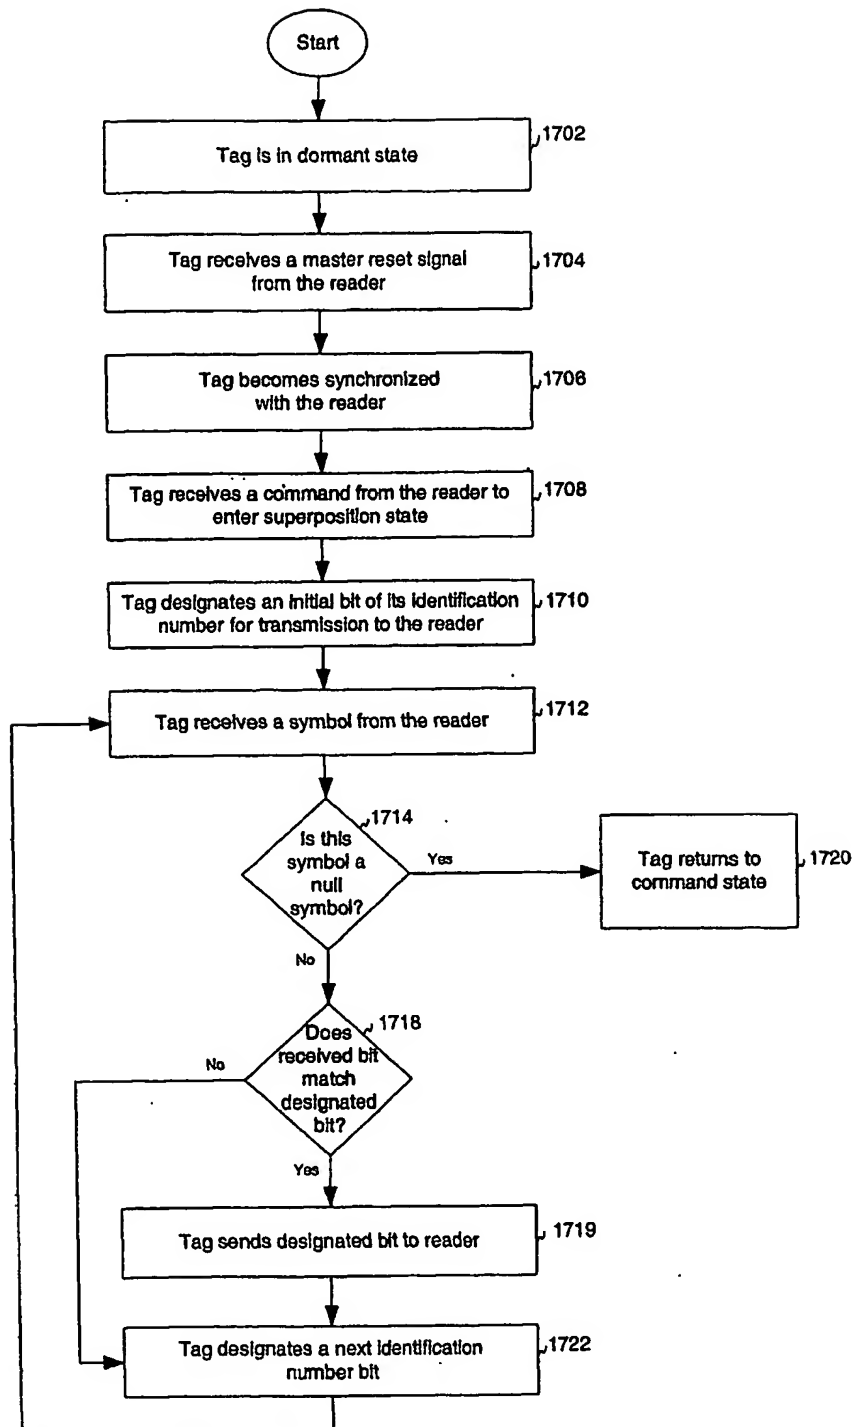 Start
Tag is in dormant state
1702
Tag receives a master reset signal
from the reader
1704
Tag becomes synchronized
with the reader
1706
Tag receives a command from the reader to
enter superposition state
1708
Tag designates an initial bit of its identification
number for transmission to the reader
1710
Tag receives a symbol from the reader
1712
1714
Is this
symbol a
null
symbol?
Yes
Tag returns to
command state
1720
No
1718
Does
received bit
match
designated
bit?
No
Yes
Tag sends designated bit to reader
1719
Tag designates a next identification
number bit
1722